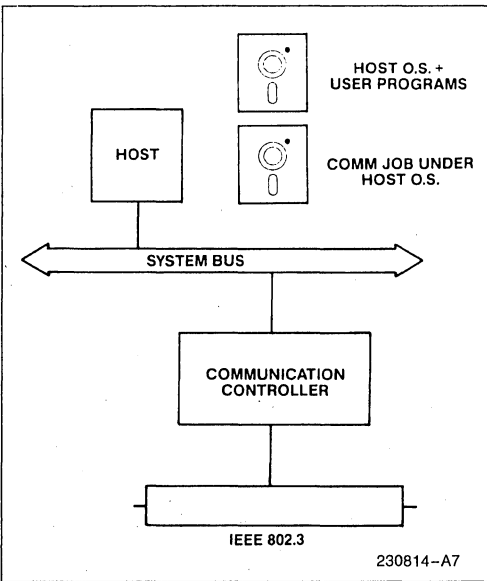 HOST O.S. +
USER PROGRAMS
HOST
COMM JOB UNDER
HOST O.S.
SYSTEM BUS
COMMUNICATION
CONTROLLER
IEEE 802.3
230814-A7